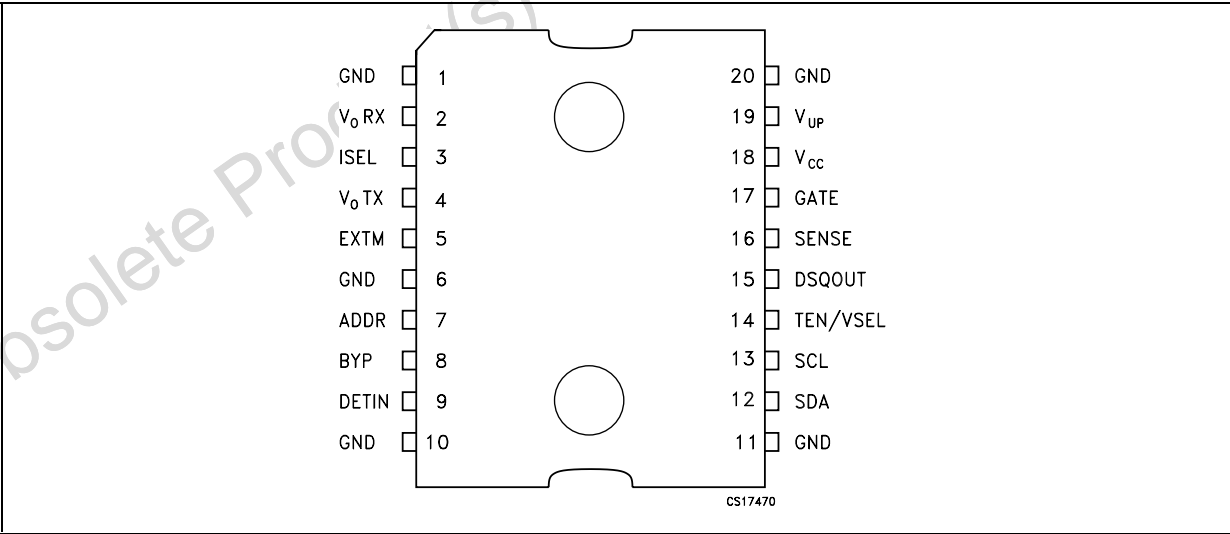 GND 1 20 GND
VO RX 2 19 VUP
ISEL 3 18 VCC
VO TX 4 17 GATE
EXTM 5 16 SENSE
GND 6 15 DSQOUT
ADDR 7 14 TEN/VSEL
BYP 8 13 SCL
DETIN 9 12 SDA
GND 10 11 GND
CS17470